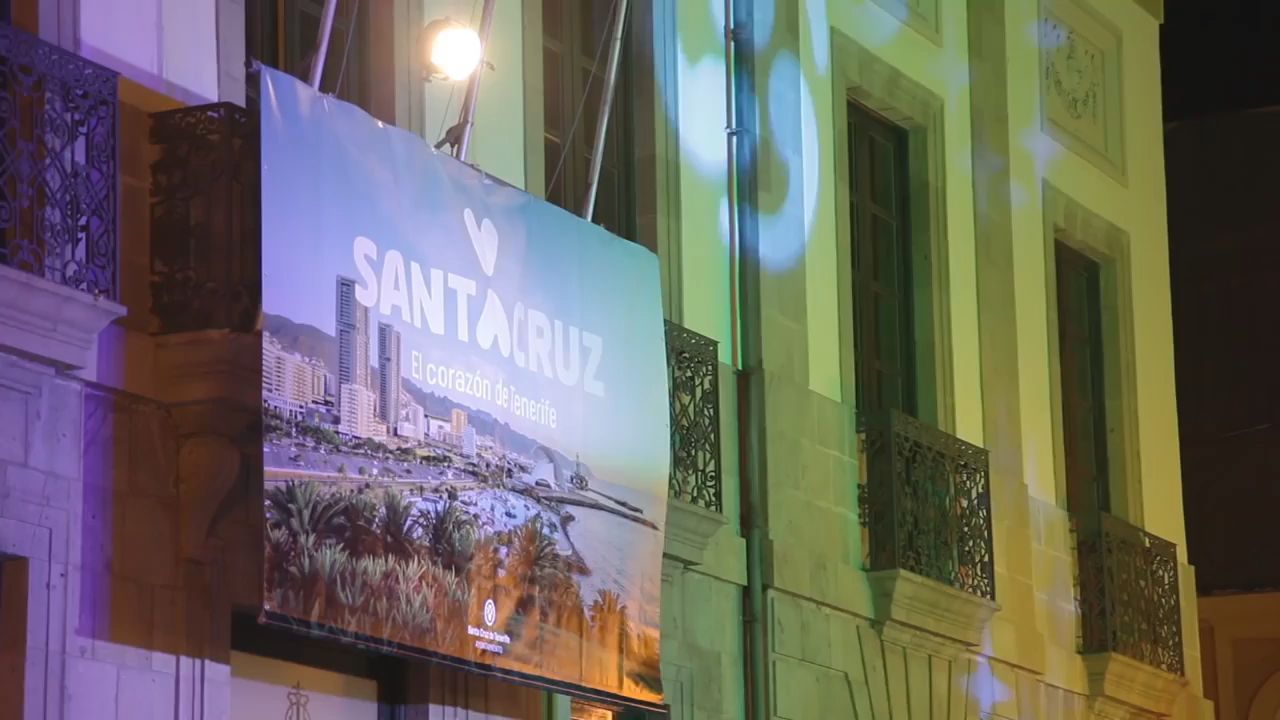 SANTACRUZ
El corazón de Tenerife
Santa Cruz de Tenerife
AYUNTAMIENTO